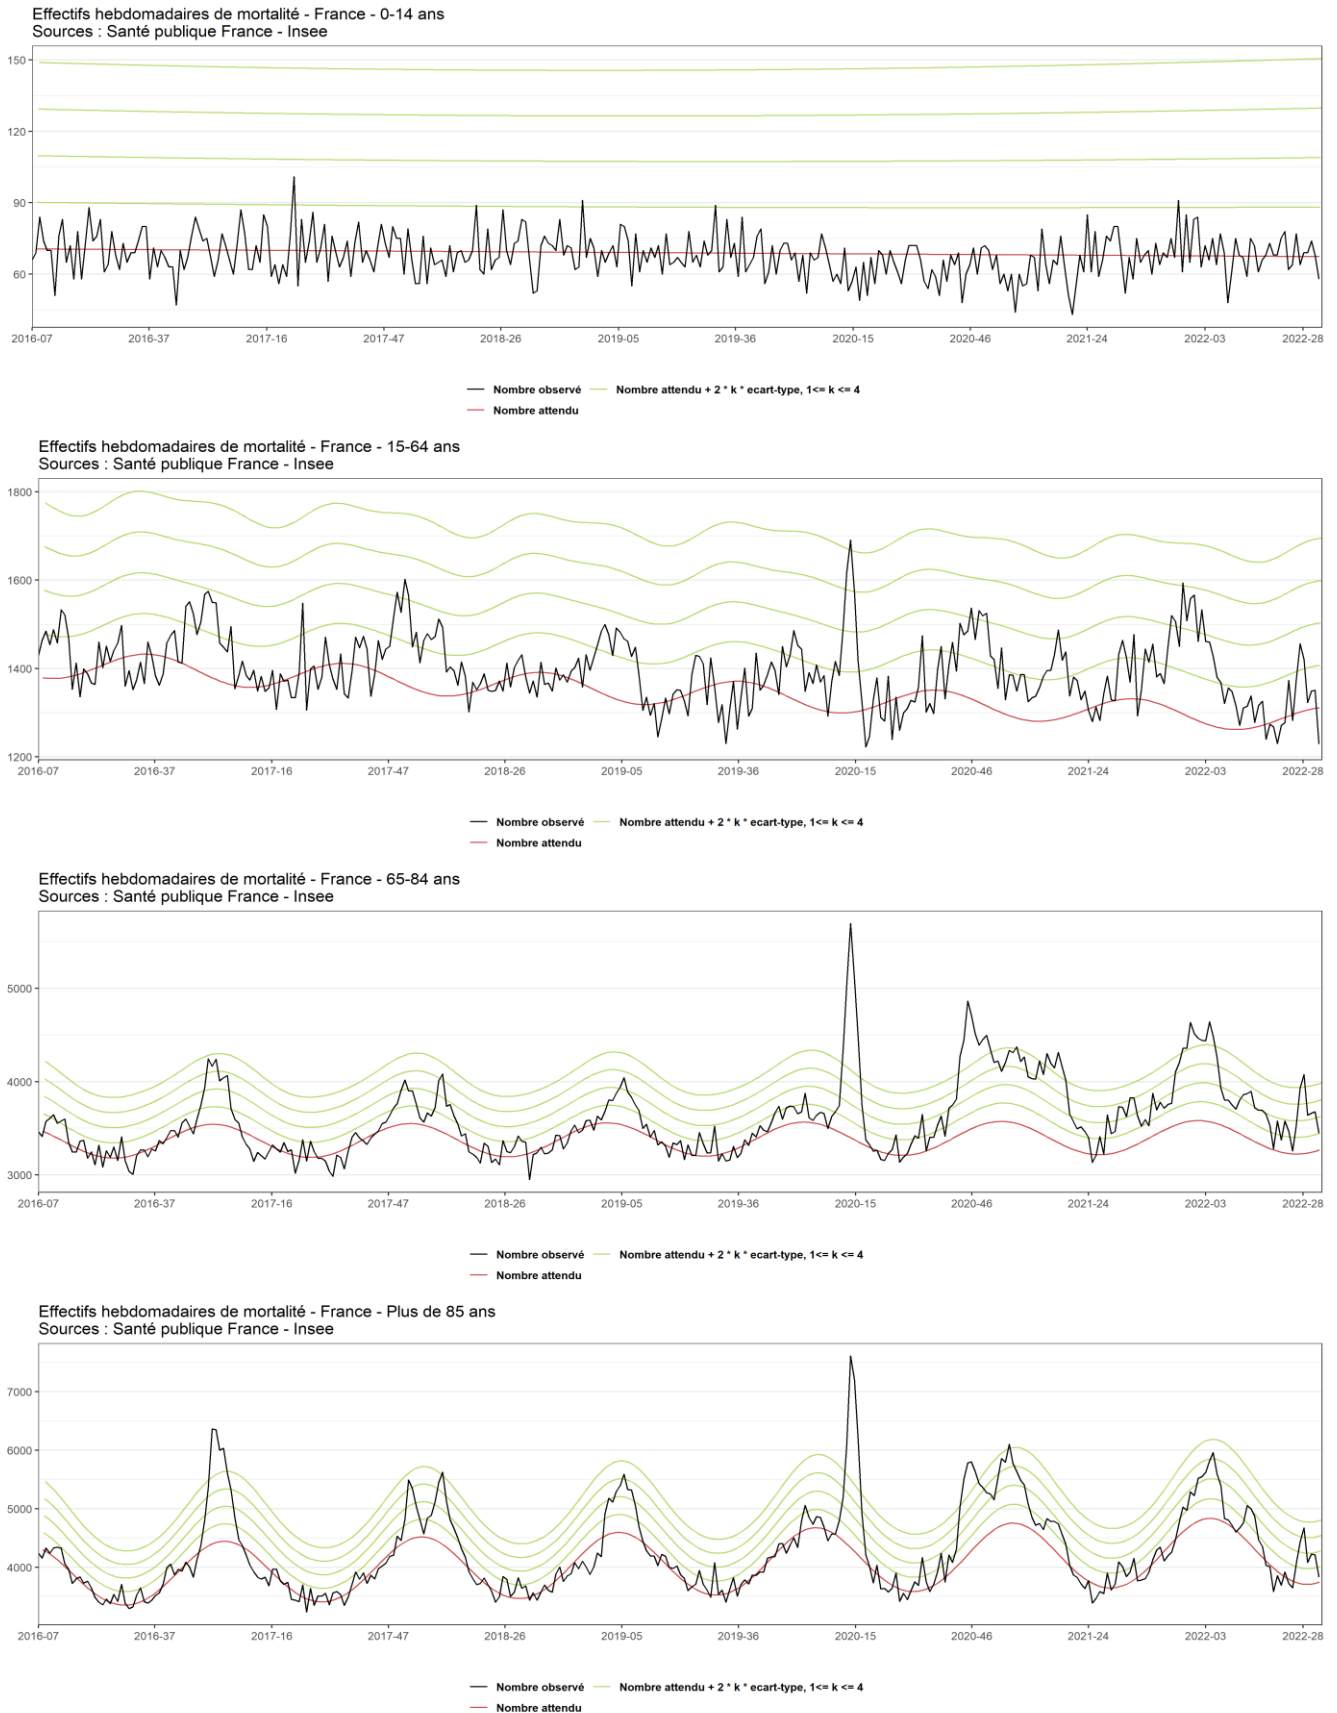 Effectifs hebdomadaires de mortalité - France - 0-14 ans
Sources : Santé publique France - Insee
150
120
90
60
2016-07 2016-37 2017-16 2017-47 2018-26 2019-05 2019-36 2020-15 2020-46 2021-24 2022-03 2022-28
Nombre observé Nombre attendu + 2 * k * ecart-type, 1<= k <= 4
Nombre attendu
Effectifs hebdomadaires de mortalité - France - 15-64 ans
Sources : Santé publique France - Insee
1800
1600
1400
1200
2016-07 2016-37 2017-16 2017-47 2018-26 2019-05 2019-36 2020-15 2020-46 2021-24 2022-03 2022-28
Nombre observé Nombre attendu + 2 * k * ecart-type, 1<= k <= 4
Nombre attendu
Effectifs hebdomadaires de mortalité - France - 65-84 ans
Sources : Santé publique France - Insee
5000
4000
3000
2016-07 2016-37 2017-16 2017-47 2018-26 2019-05 2019-36 2020-15 2020-46 2021-24 2022-03 2022-28
Nombre observé Nombre attendu + 2 * k * ecart-type, 1<= k <= 4
Nombre attendu
Effectifs hebdomadaires de mortalité - France - Plus de 85 ans
Sources : Santé publique France - Insee
7000
6000
5000
4000
2016-07 2016-37 2017-16 2017-47 2018-26 2019-05 2019-36 2020-15 2020-46 2021-24 2022-03 2022-28
Nombre observé Nombre attendu + 2 * k * ecart-type, 1<= k <= 4
Nombre attendu